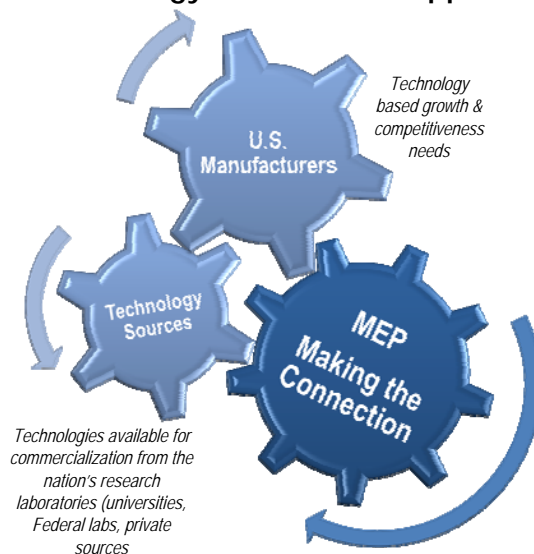 Technology
based growth &
competitiveness
needs
U.S.
Manufacturers
Technology
Sources
MEP
Making the
Connection
Technologies available for
commercialization from the
nation's research
laboratories (universities,
Federal labs, private
sources